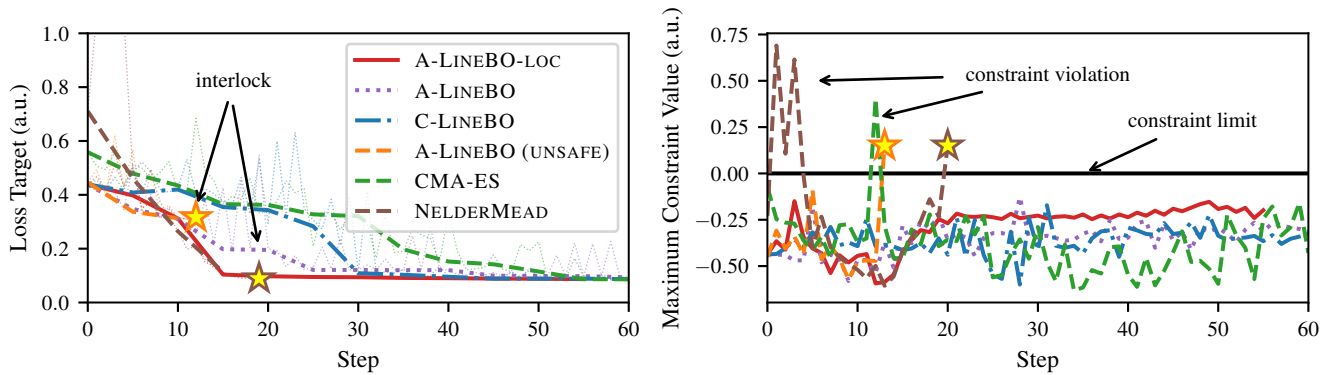 Loss Target (a.u.)
1.0
0.8
0.6
0.4
0.2
0.0
0
10
20
30
40
50
60
Step
interlock
A-LINEBO-LOC
A-LINEBO
C-LINEBO
A-LINEBO (UNSAFE)
CMA-ES
NELDERMEAD
Maximum Constraint Value (a.u.)
0.75
0.50
0.25
0.00
−0.25
−0.50
0
10
20
30
40
50
60
Step
constraint violation
constraint limit